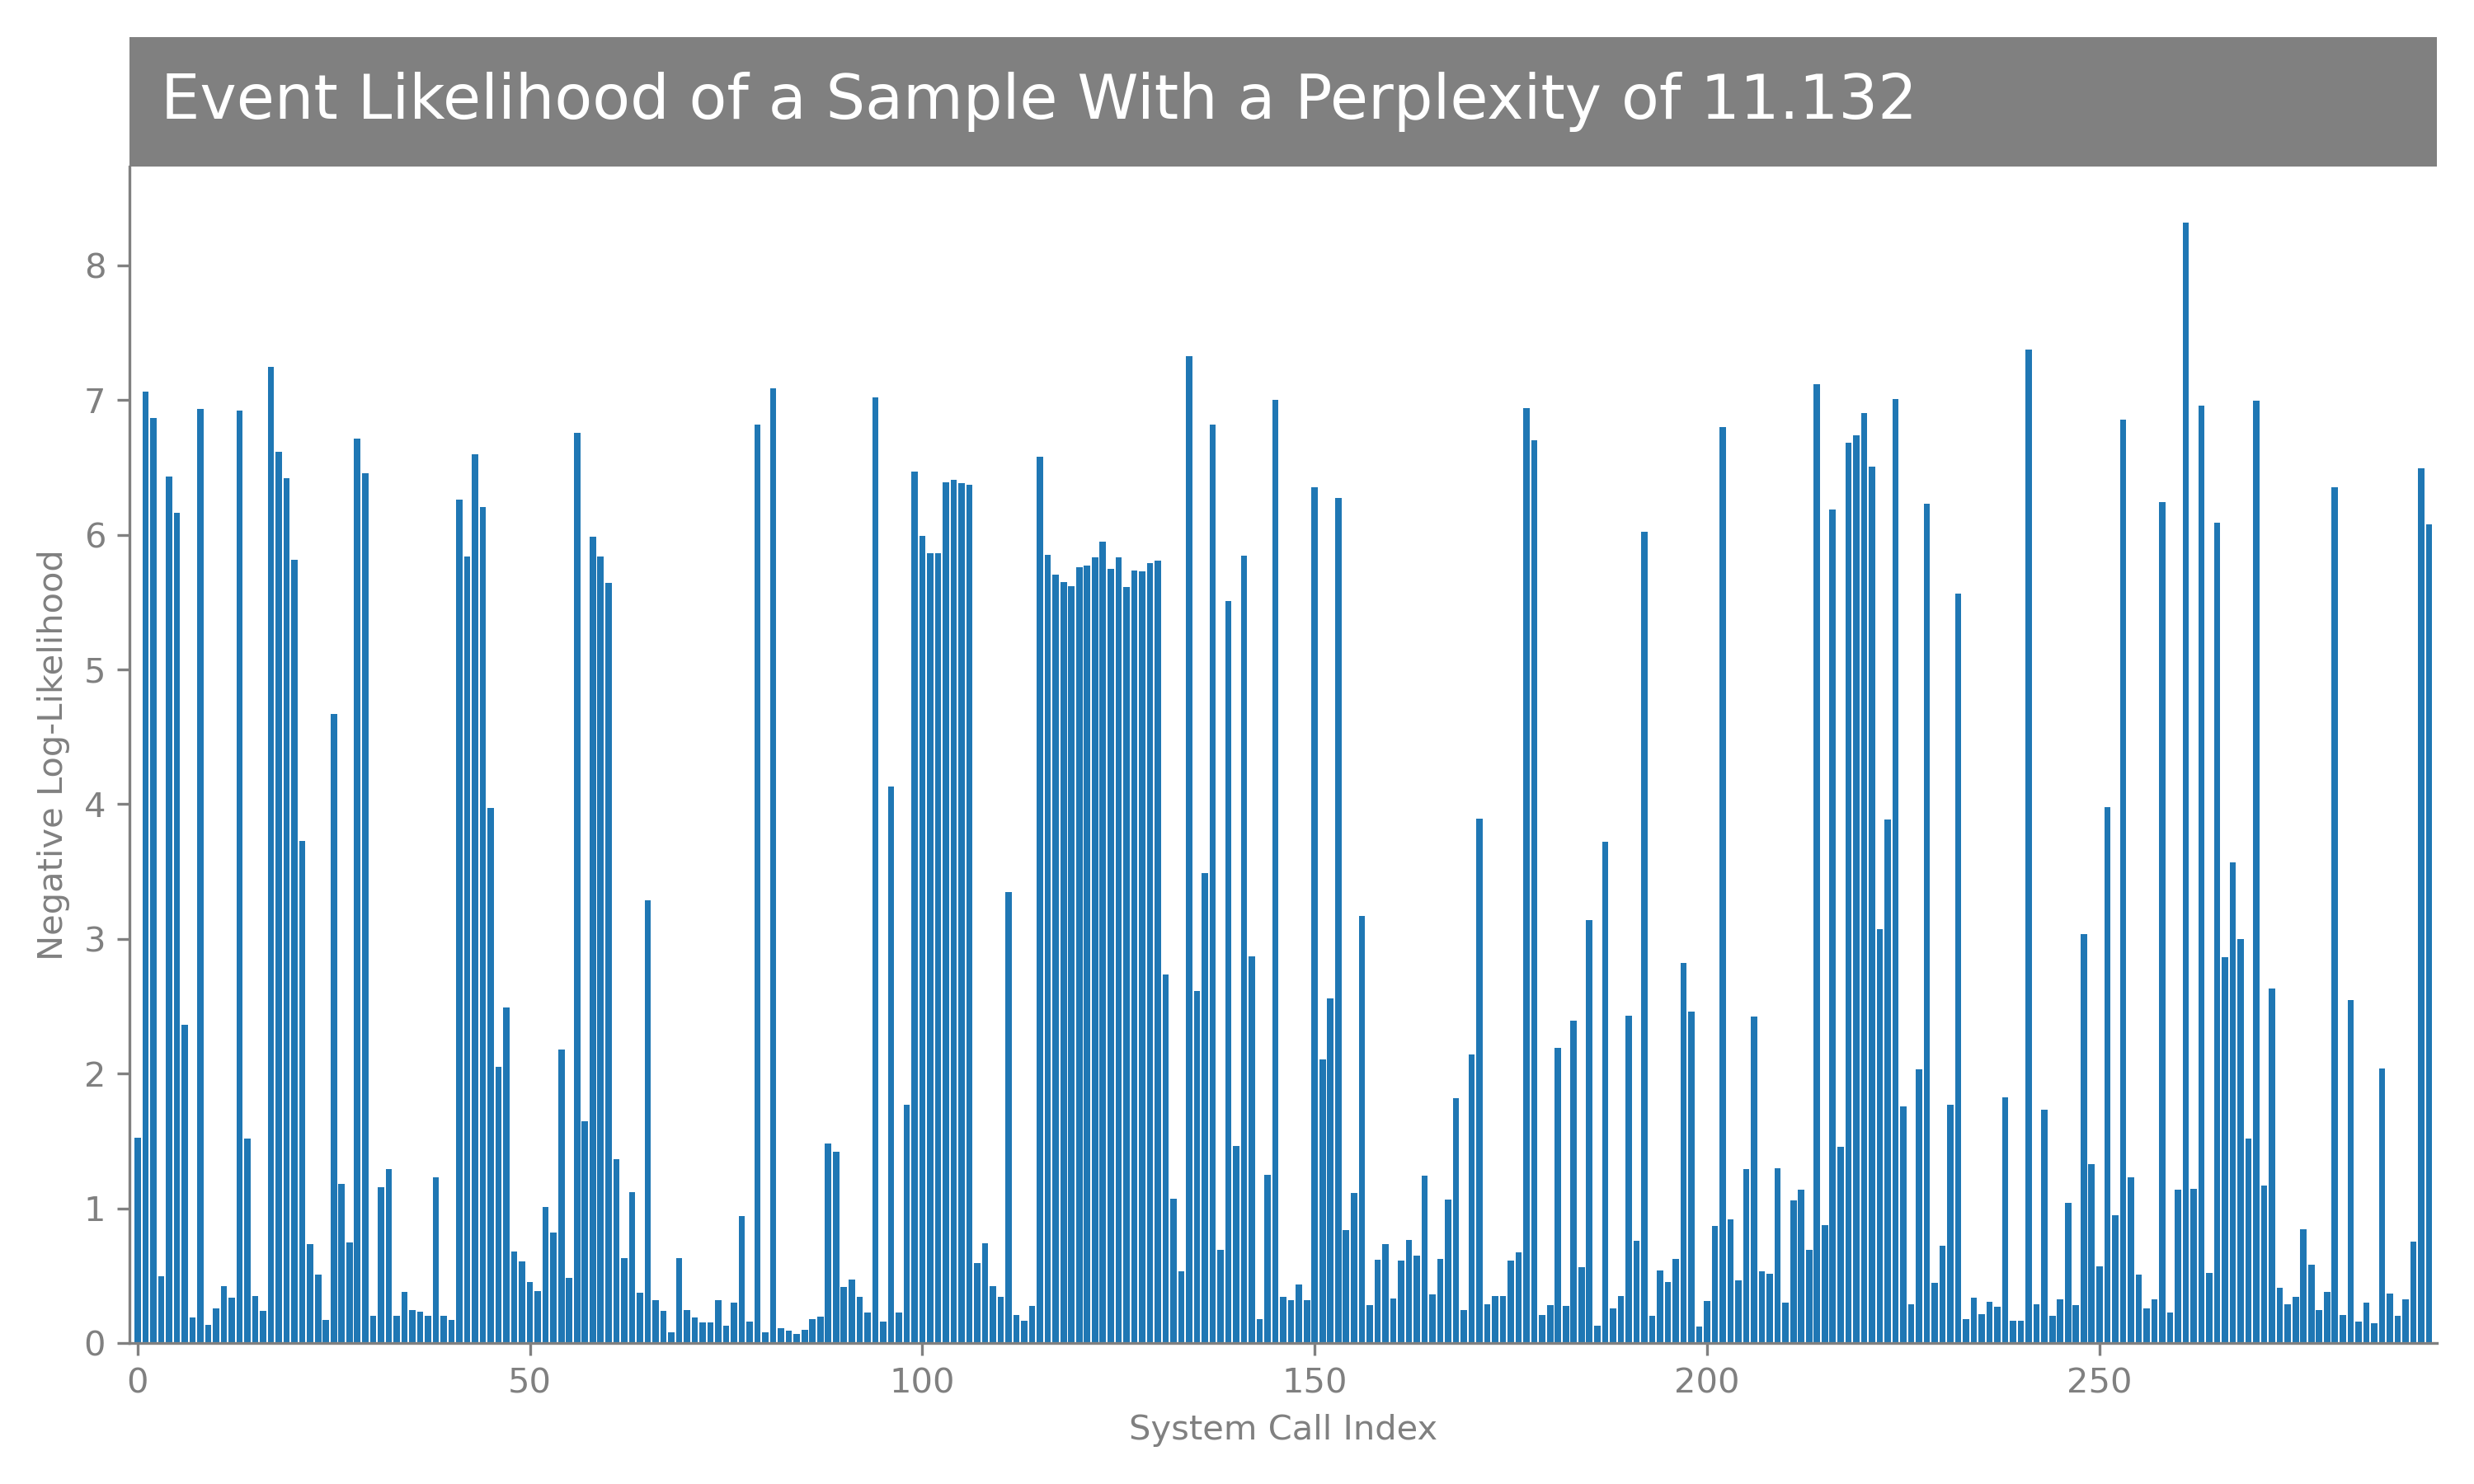 Event Likelihood of a Sample With a Perplexity of 11.132
8
7
6
5
4
3
2
1
0
Negative Log-Likelihood
0 50 100 150 200 250
System Call Index